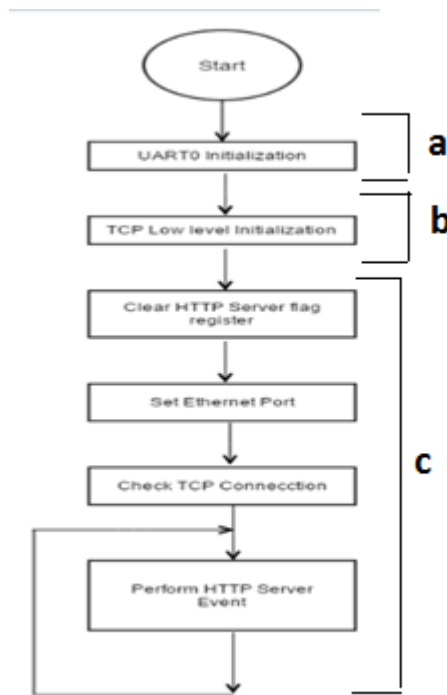 Start
a
UART0 Initialization
b
TCP Low level Initialization
Clear HTTP Server flag
register
Set Ethernet Port
c
Check TCP Connecction
Perform HTTP Server
Event